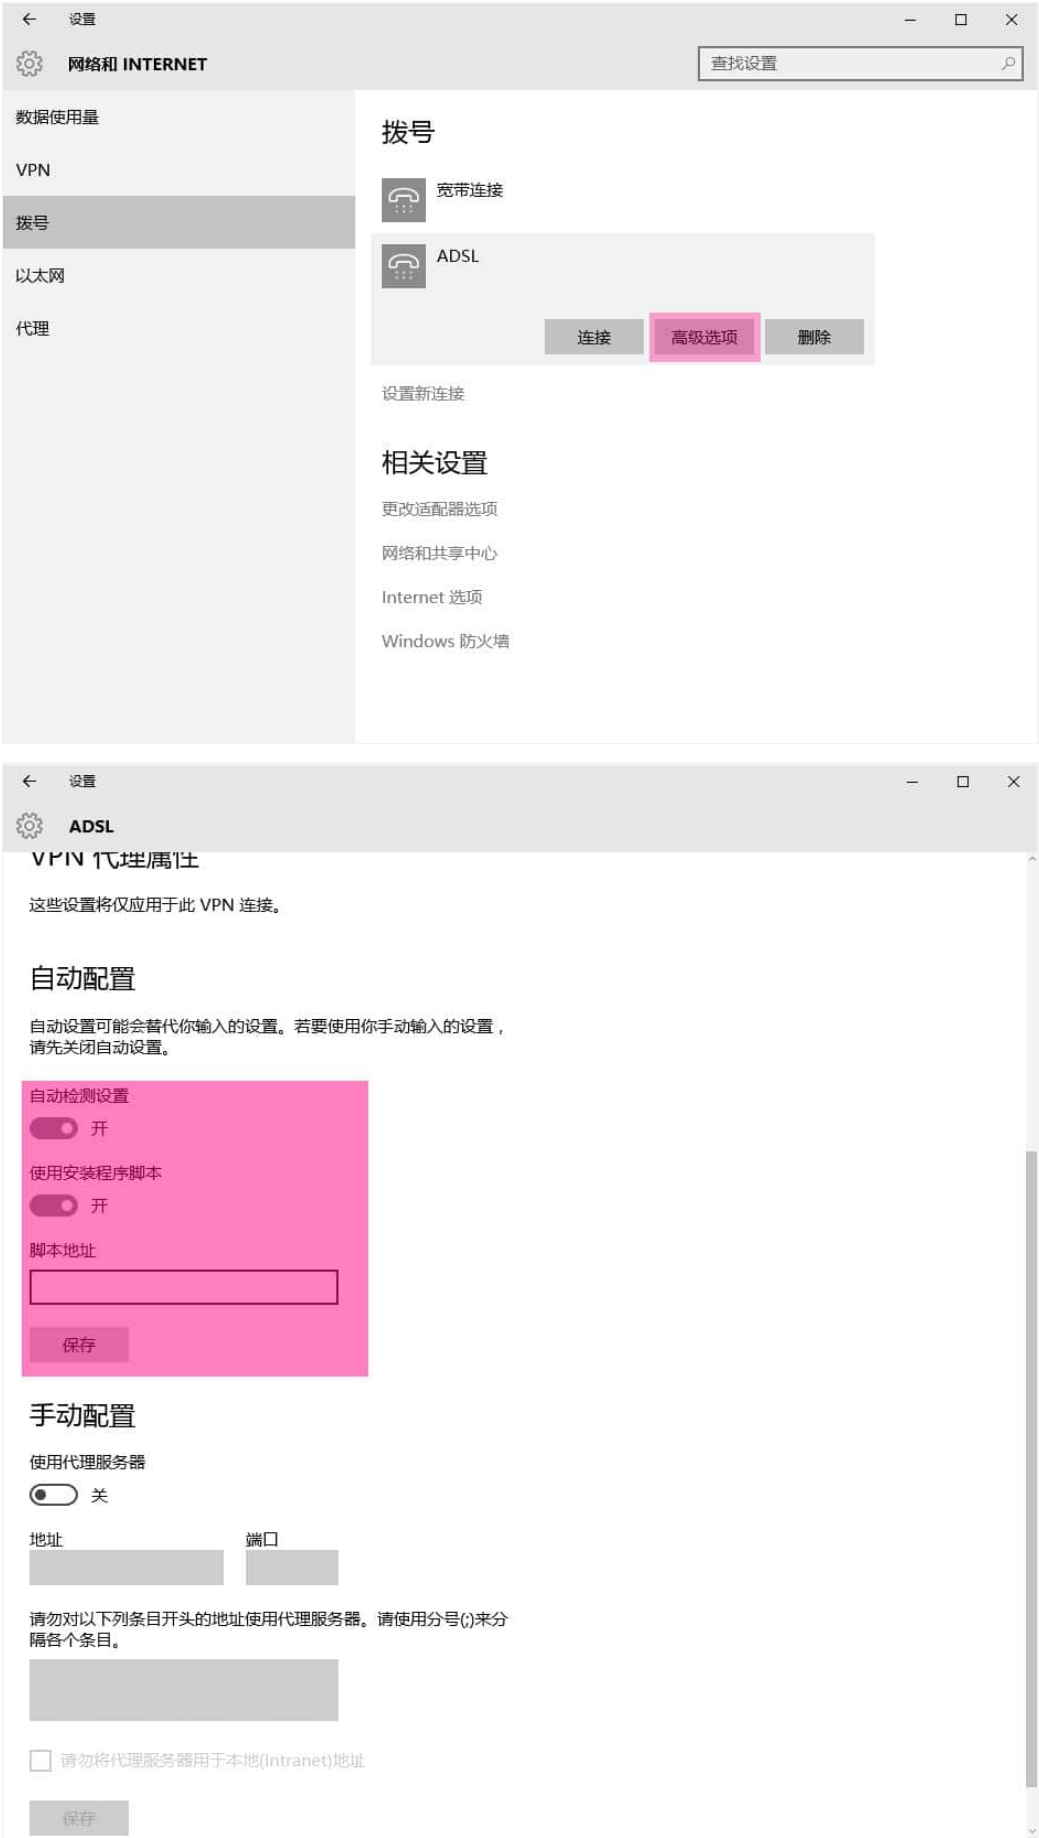 设置
网络和 INTERNET
查找设置
数据使用量
VPN
拨号
以太网
代理
拨号
宽带连接
ADSL
连接
高级选项
删除
设置新连接
相关设置
更改适配器选项
网络和共享中心
Internet 选项
Windows 防火墙
设置
ADSL
VPN 代理属性
这些设置将仅应用于此 VPN 连接。
自动配置
自动设置可能会替代你输入的设置。若要使用你手动输入的设置，
请先关闭自动设置。
自动检测设置
开
使用安装程序脚本
开
脚本地址
保存
手动配置
使用代理服务器
关
地址 端口
请勿对以下列条目开头的地址使用代理服务器。请使用分号(;)来分
隔各个条目。
请勿将代理服务器用于本地(Intranet)地址
保存